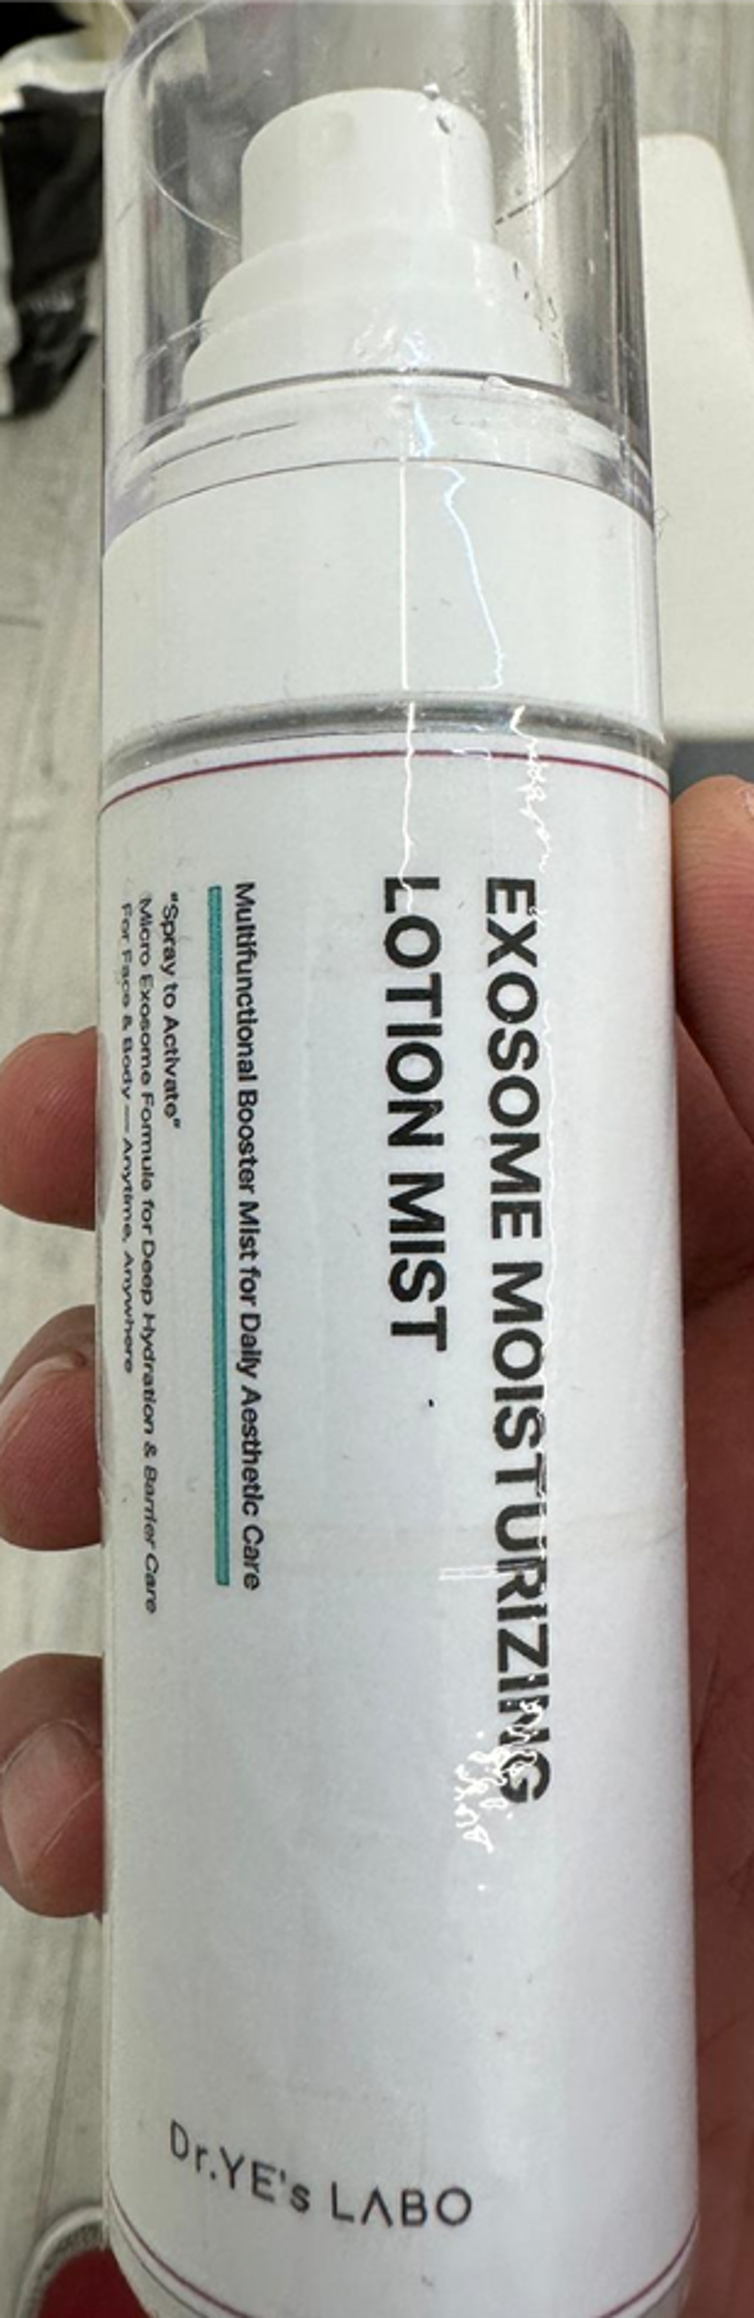 EXOSOME MOISTURIZING
LOTION MIST
Multifunctional Booster Mist for Daily Aesthetic Care
"Spray to Activate"
Micro Exosome Formula for Deep Hydration & Barrier Care
For Face & Body — Anytime, Anywhere
Dr.YE's LABO